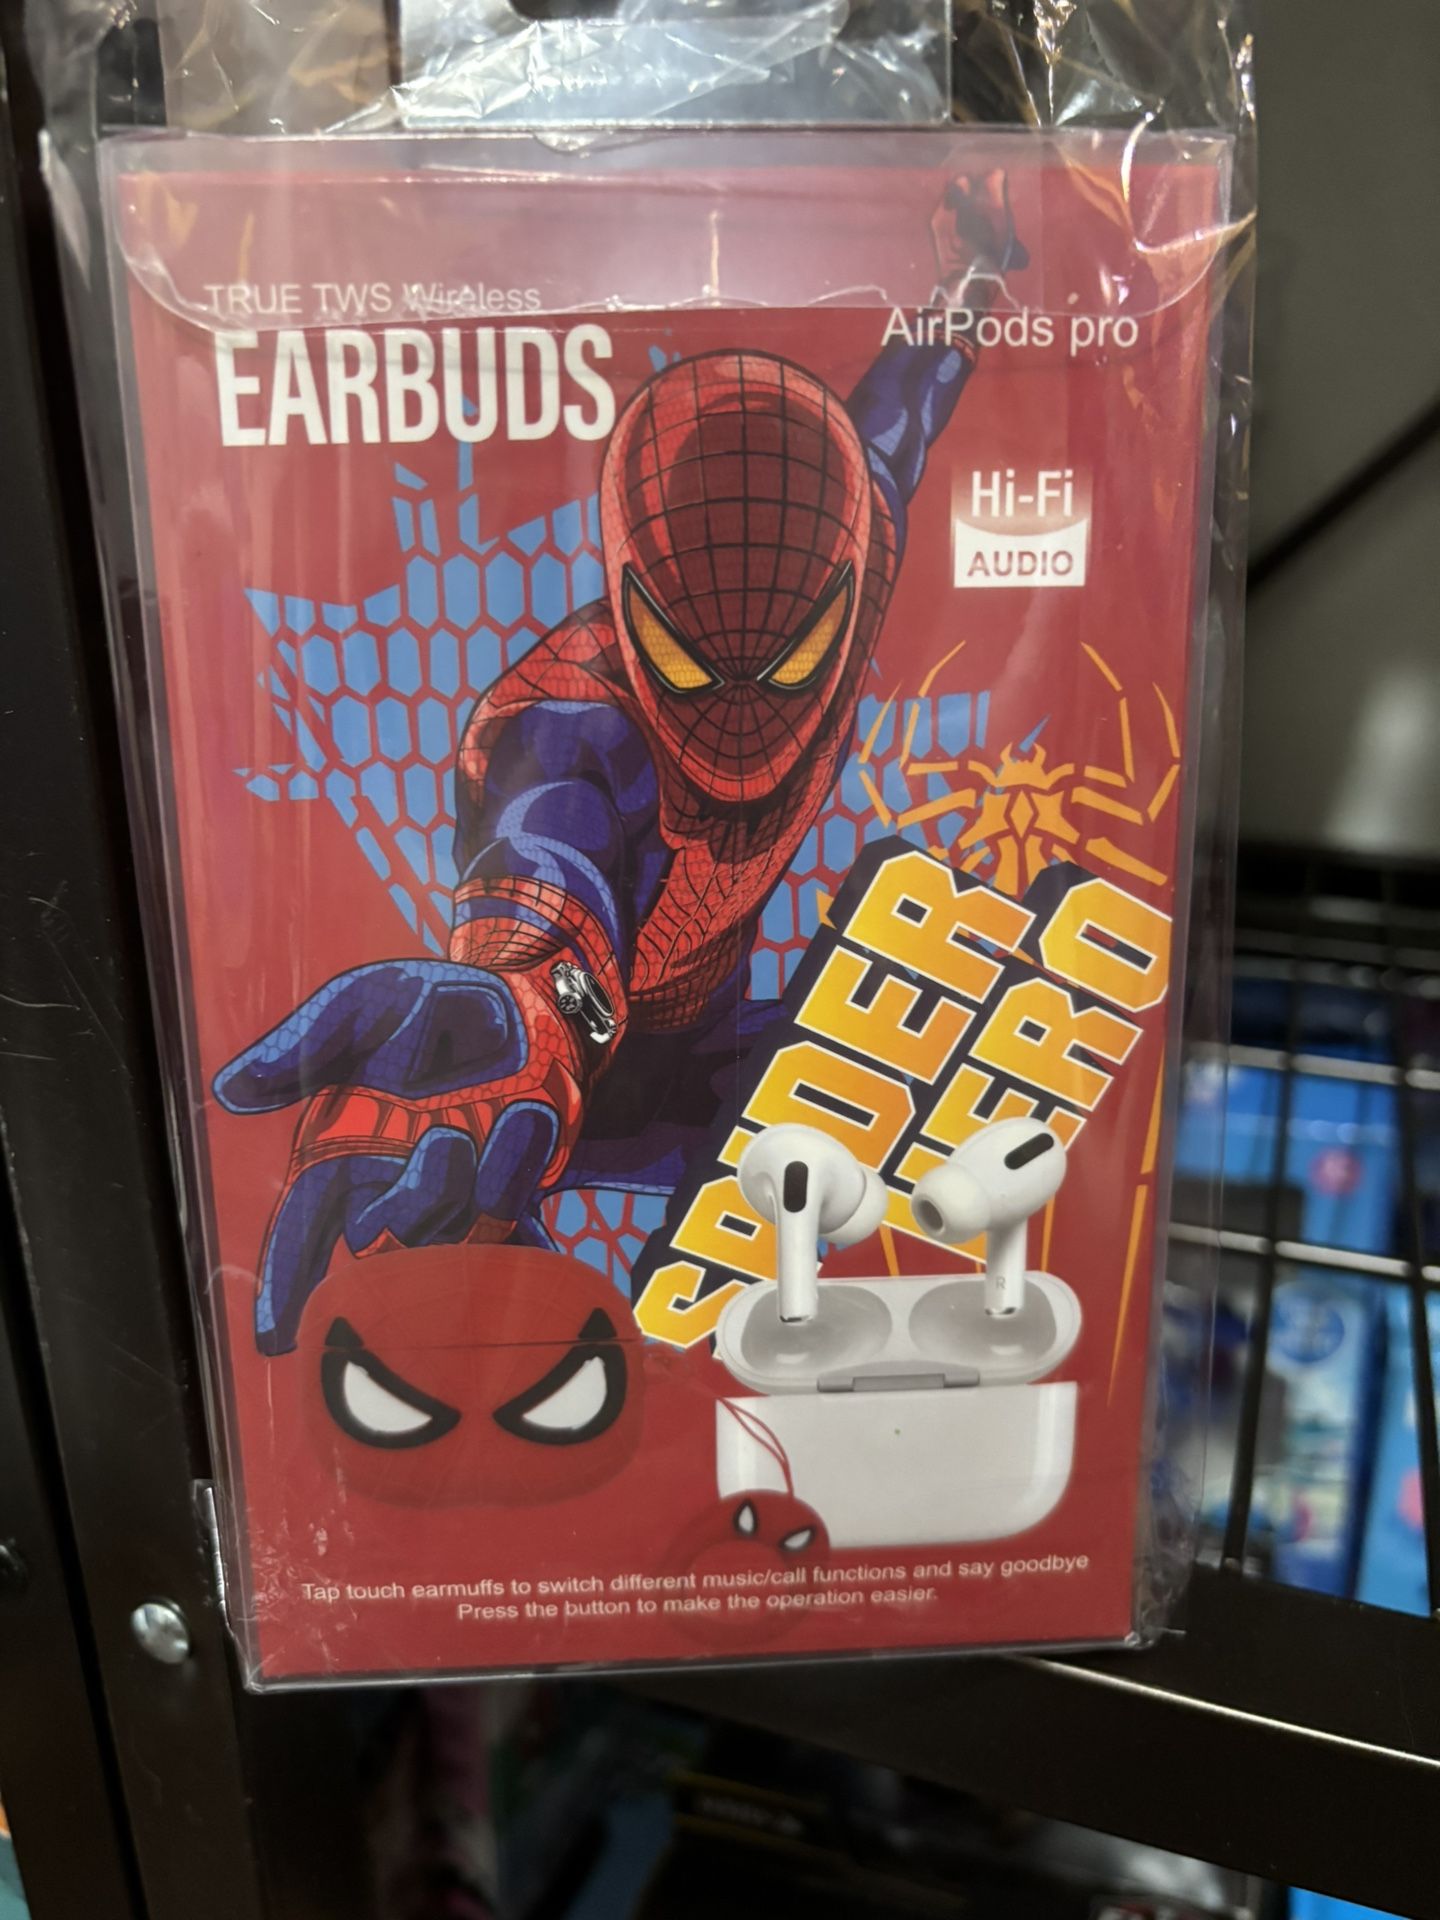 TRUE TWS Wireless
EARBUDS
AirPods pro
Hi-Fi
AUDIO
SPIDER
HERO
R
Tap touch earmuffs to switch different music/call functions and say goodbye
Press the button to make the operation easier.